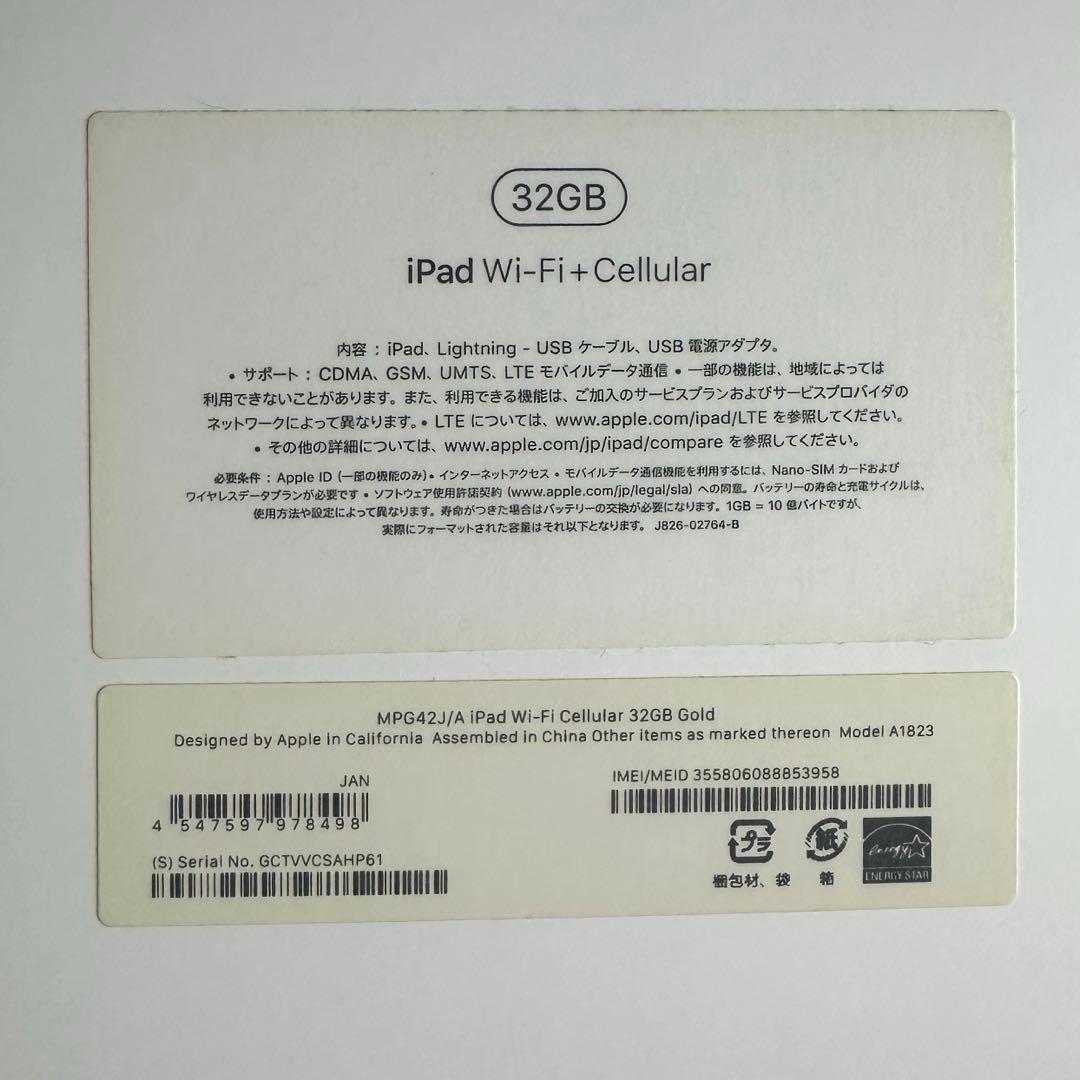 32GB
iPad Wi-Fi+Cellular
内容：iPad、Lightning - USB ケーブル、USB 電源アダプタ。
• サポート：CDMA、GSM、UMTS、LTE モバイルデータ通信 • 一部の機能は、地域によっては
利用できないことがあります。また、利用できる機能は、ご加入のサービスプランおよびサービスプロバイダの
ネットワークによって異なります。• LTE については、www.apple.com/ipad/LTE を参照してください。
• その他の詳細については、www.apple.com/jp/ipad/compare を参照してください。
必要条件：Apple ID (一部の機能のみ) • インターネットアクセス • モバイルデータ通信機能を利用するには、Nano-SIM カードおよび
ワイヤレスデータプランが必要です • ソフトウェア使用許諾契約 (www.apple.com/jp/legal/sla) への同意。バッテリーの寿命と充電サイクルは、
使用方法や設定によって異なります。寿命がつきた場合はバッテリーの交換が必要になります。1GB = 10 億バイトですが、
実際にフォーマットされた容量はそれ以下となります。 J826-02764-B
MPG42J/A iPad Wi-Fi Cellular 32GB Gold
Designed by Apple in California Assembled in China Other items as marked thereon Model A1823
JAN
4 547597 978498
(S) Serial No. GCTVVCSAHP61
IMEI/MEID 355806088853958
プラ
紙
energy
ENERGY STAR
梱包材、袋
箱